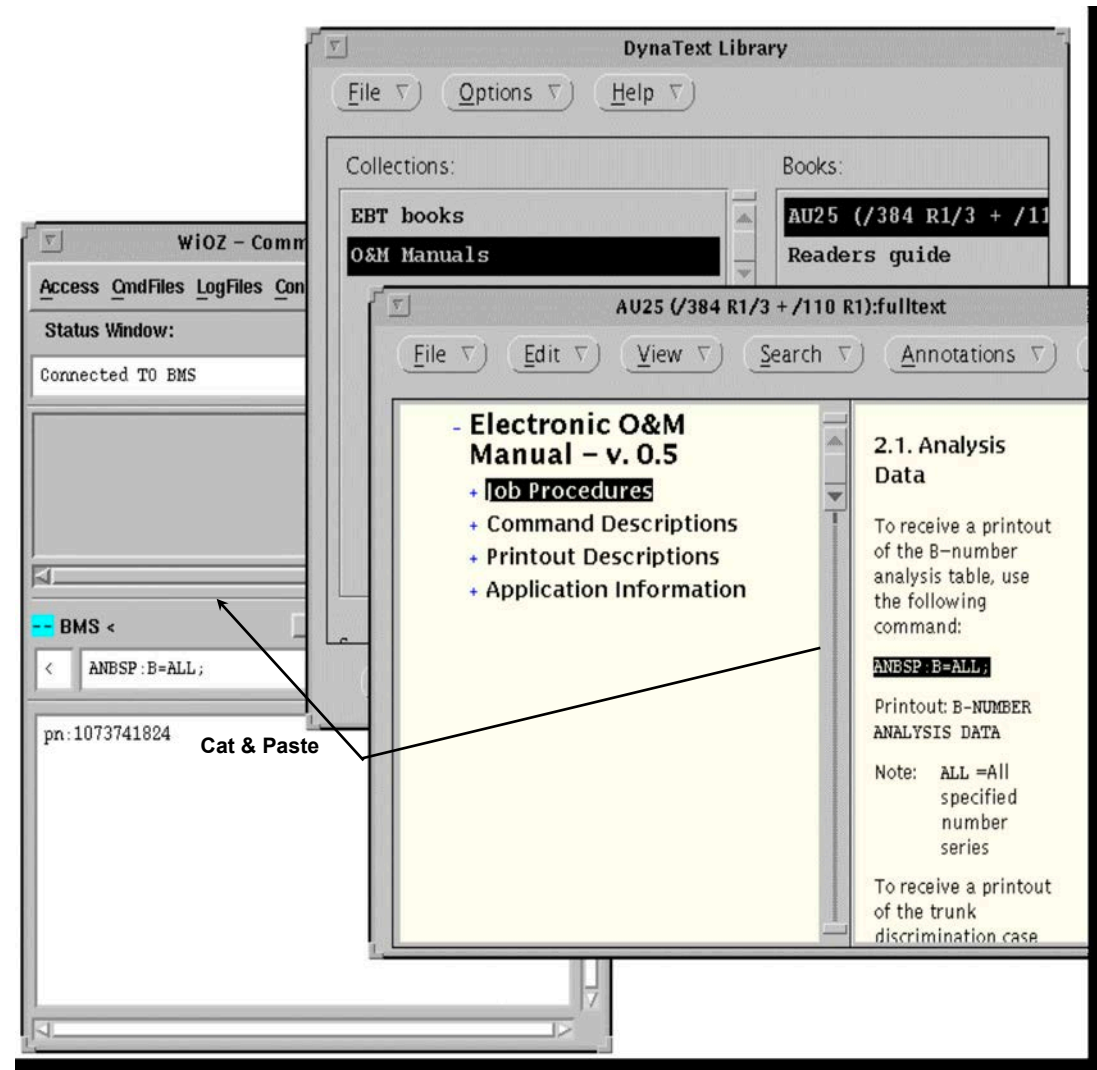 DynaText Library
File Options Help
Collections:
EBT books
O&M Manuals
Books:
AU25 (/384 R1/3 + /11
Readers guide
WiOZ – Comm
Access CmdFiles LogFiles Con
Status Window:
Connected TO BMS
-- BMS <
< ANBSP:B=ALL;
pn:1073741824
Cat & Paste
AU25 (/384 R1/3 + /110 R1):fulltext
File Edit View Search Annotations
- Electronic O&M
Manual – v. 0.5
+ Job Procedures
+ Command Descriptions
+ Printout Descriptions
+ Application Information
2.1. Analysis
Data
To receive a printout
of the B–number
analysis table, use
the following
command:
ANBSP:B=ALL;
Printout: B-NUMBER
ANALYSIS DATA
Note: ALL =All
specified
number
series
To receive a printout
of the trunk
discrimination case